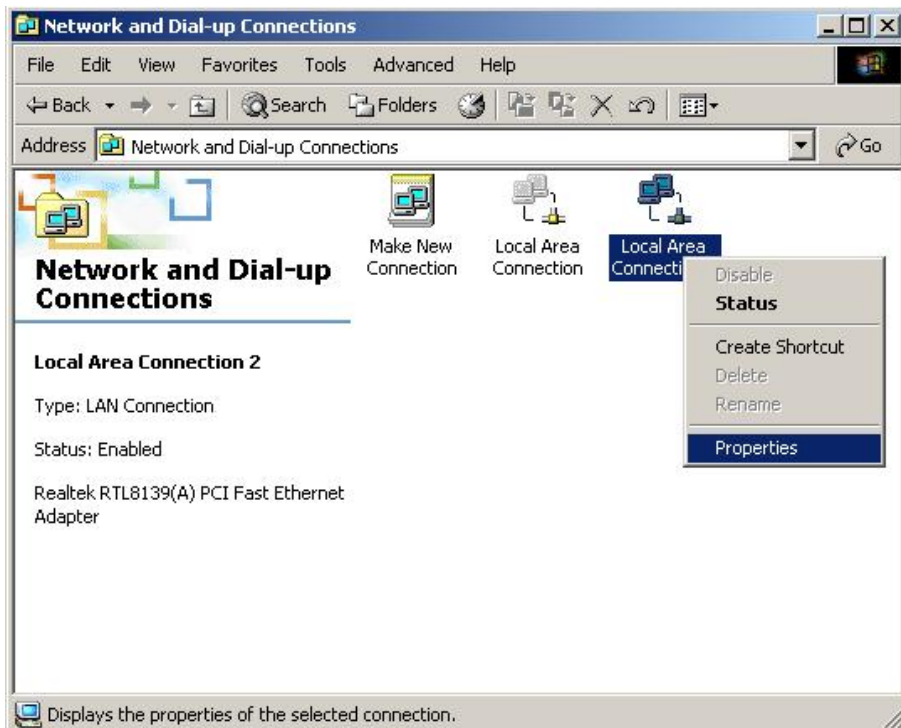 Network and Dial-up Connections
File Edit View Favorites Tools Advanced Help
Back Search Folders
Address Network and Dial-up Connections Go
Make New
Connection
Local Area
Connection
Local Area
Connecti
Network and Dial-up
Connections
Local Area Connection 2
Type: LAN Connection
Status: Enabled
Realtek RTL8139(A) PCI Fast Ethernet
Adapter
Disable
Status
Create Shortcut
Delete
Rename
Properties
Displays the properties of the selected connection.